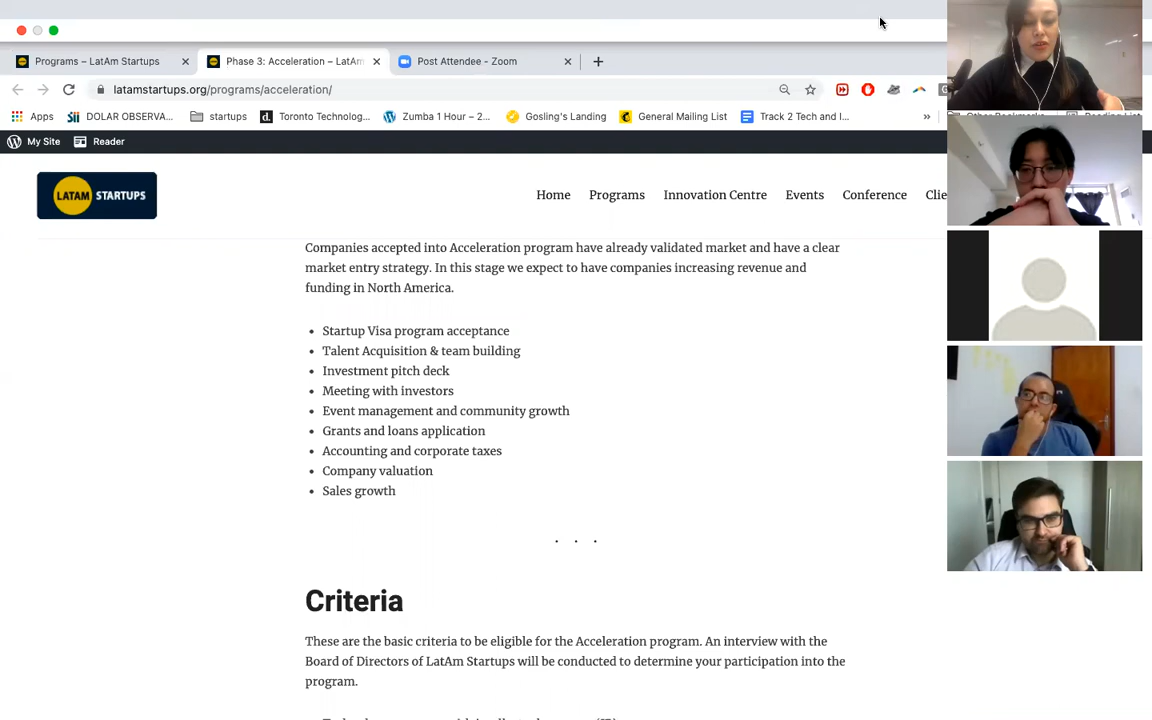 Programs – LatAm Startups
Phase 3: Acceleration – LatAm
Post Attendee - Zoom
latamstartups.org/programs/acceleration/
Apps
DOLAR OBSERVA...
startups
Toronto Technolog...
Zumba 1 Hour – 2...
Gosling's Landing
General Mailing List
Track 2 Tech and I...
»
My Site
Reader
LATAM STARTUPS
Home
Programs
Innovation Centre
Events
Conference
Clie
Companies accepted into Acceleration program have already validated market and have a clear
market entry strategy. In this stage we expect to have companies increasing revenue and
funding in North America.
• Startup Visa program acceptance
• Talent Acquisition & team building
• Investment pitch deck
• Meeting with investors
• Event management and community growth
• Grants and loans application
• Accounting and corporate taxes
• Company valuation
• Sales growth
. . .
Criteria
These are the basic criteria to be eligible for the Acceleration program. An interview with the
Board of Directors of LatAm Startups will be conducted to determine your participation into the
program.